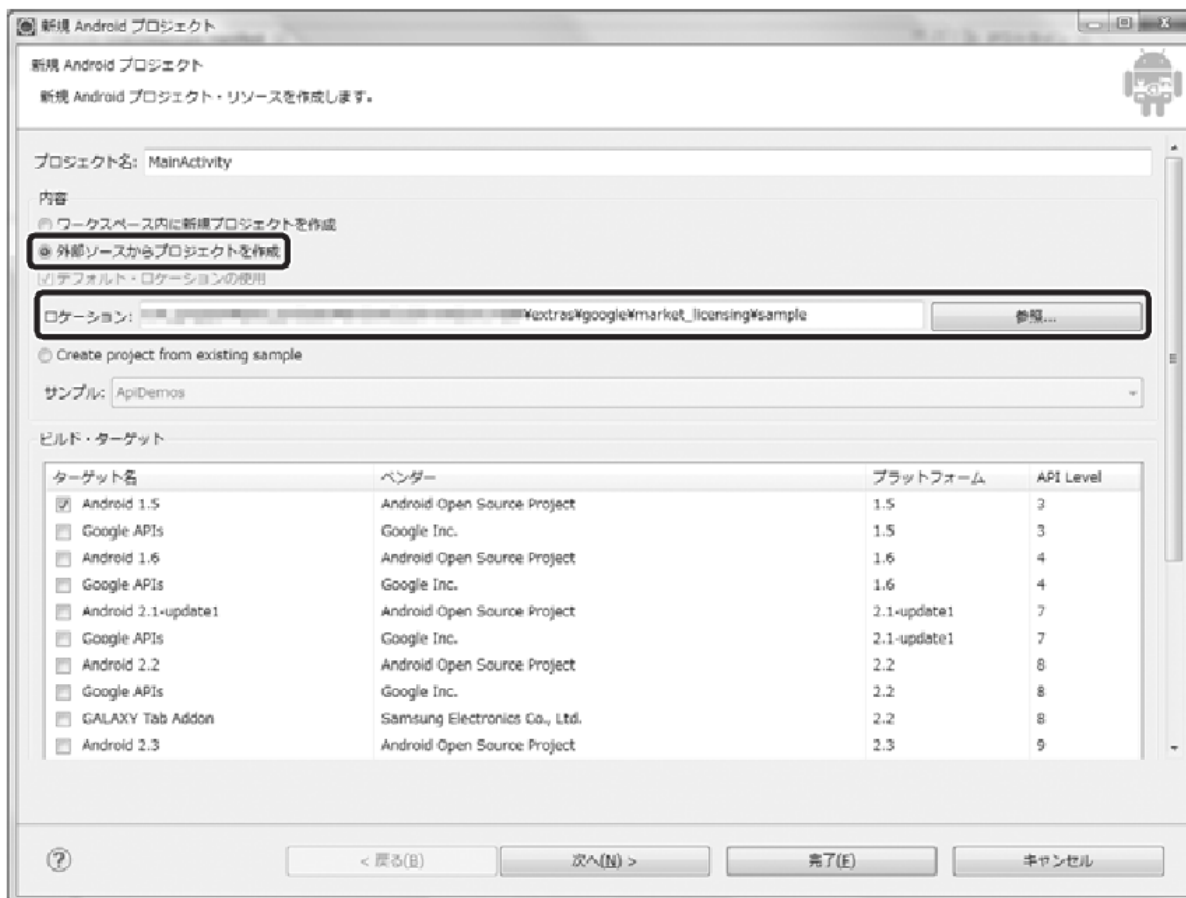 新規 Android プロジェクト
新規 Android プロジェクト
新規 Android プロジェクト・リソースを作成します。
プロジェクト名: MainActivity
内容
ワークスペース内に新規プロジェクトを作成
外部ソースからプロジェクトを作成
デフォルト・ロケーションの使用
ロケーション: ¥extras¥google¥market_licensing¥sample 参照...
Create project from existing sample
サンプル: ApiDemos
ビルド・ターゲット
ターゲット名 ベンダー プラットフォーム API Level
Android 1.5 Android Open Source Project 1.5 3
Google APIs Google Inc. 1.5 3
Android 1.6 Android Open Source Project 1.6 4
Google APIs Google Inc. 1.6 4
Android 2.1-update1 Android Open Source Project 2.1-update1 7
Google APIs Google Inc. 2.1-update1 7
Android 2.2 Android Open Source Project 2.2 8
Google APIs Google Inc. 2.2 8
GALAXY Tab Addon Samsung Electronics Co., Ltd. 2.2 8
Android 2.3 Android Open Source Project 2.3 9
? < 戻る(B) 次へ(N) > 完了(F) キャンセル